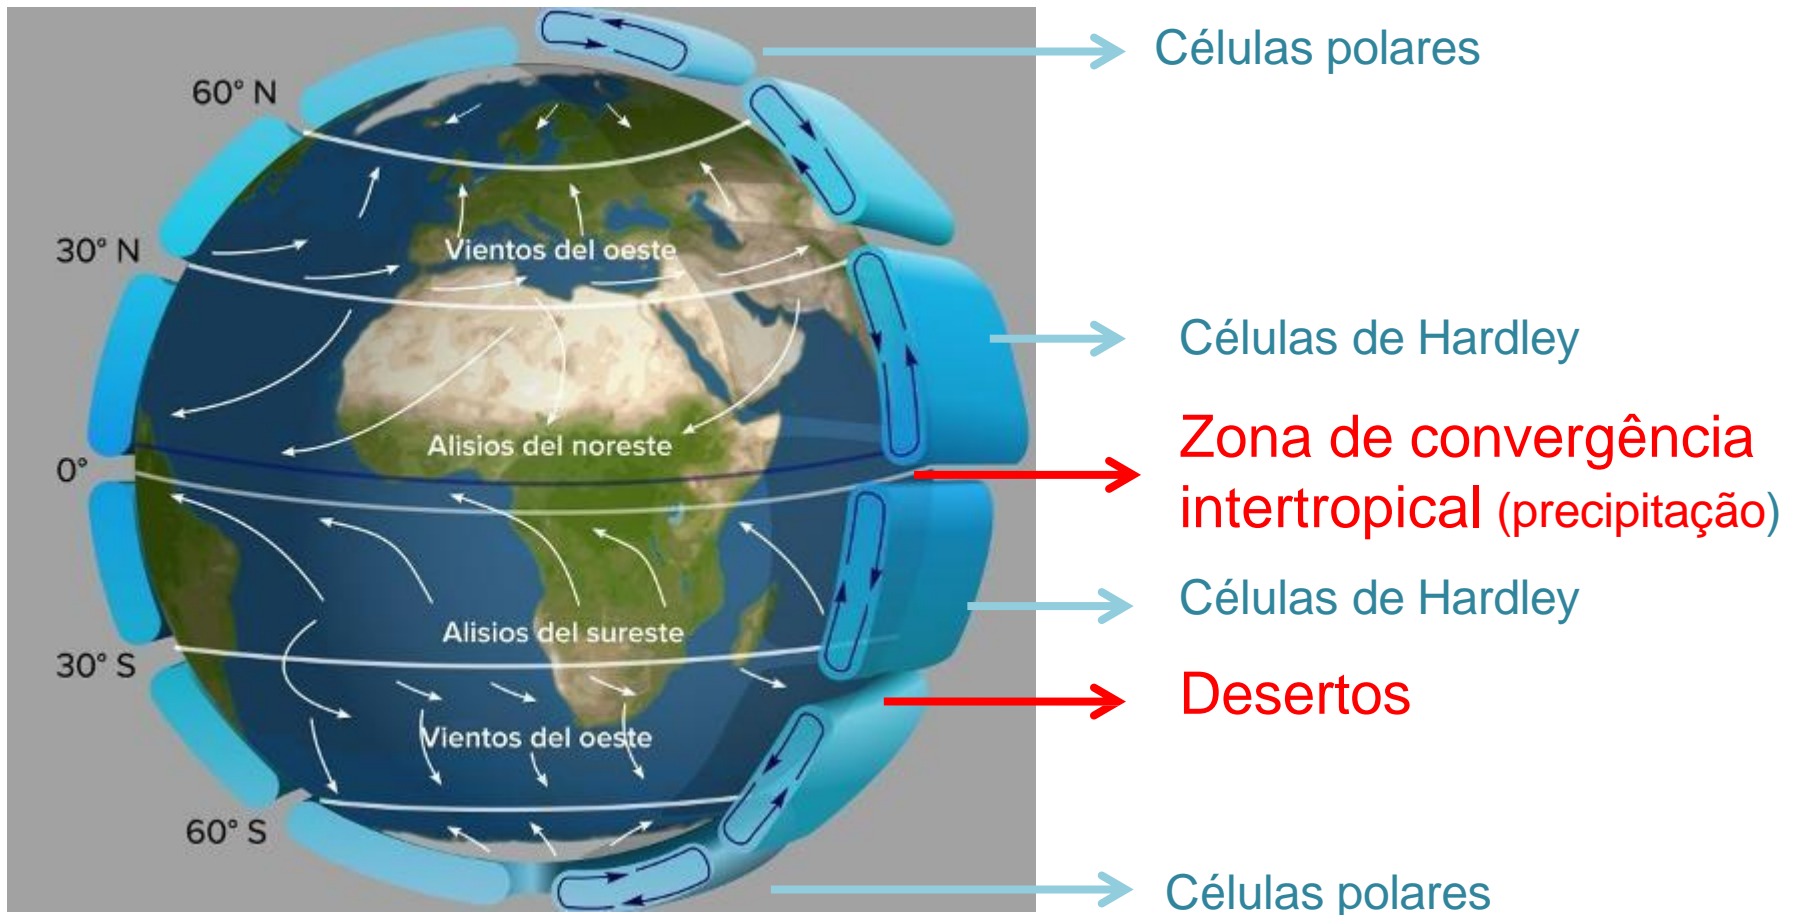 Células polares
60° N
30° N
Vientos del oeste
Células de Hardley
Zona de convergência
intertropical (precipitação)
Alisios del noreste
0°
Células de Hardley
Alisios del sureste
30° S
Desertos
Vientos del oeste
60° S
Células polares